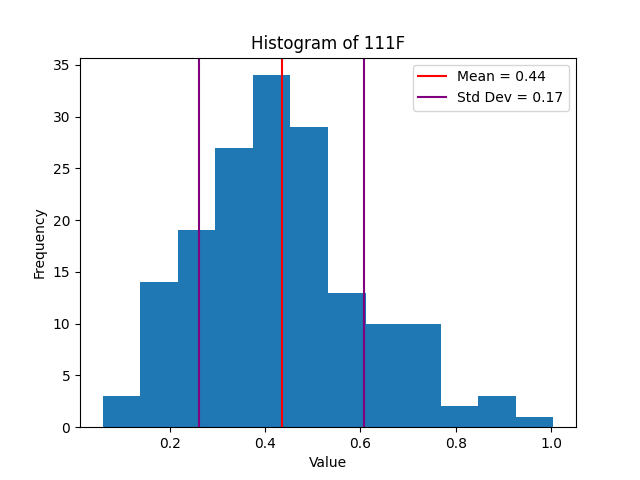 Histogram of 111F
Mean = 0.44
Std Dev = 0.17
35
30
25
20
15
10
5
0
Frequency
0.2 0.4 0.6 0.8 1.0
Value